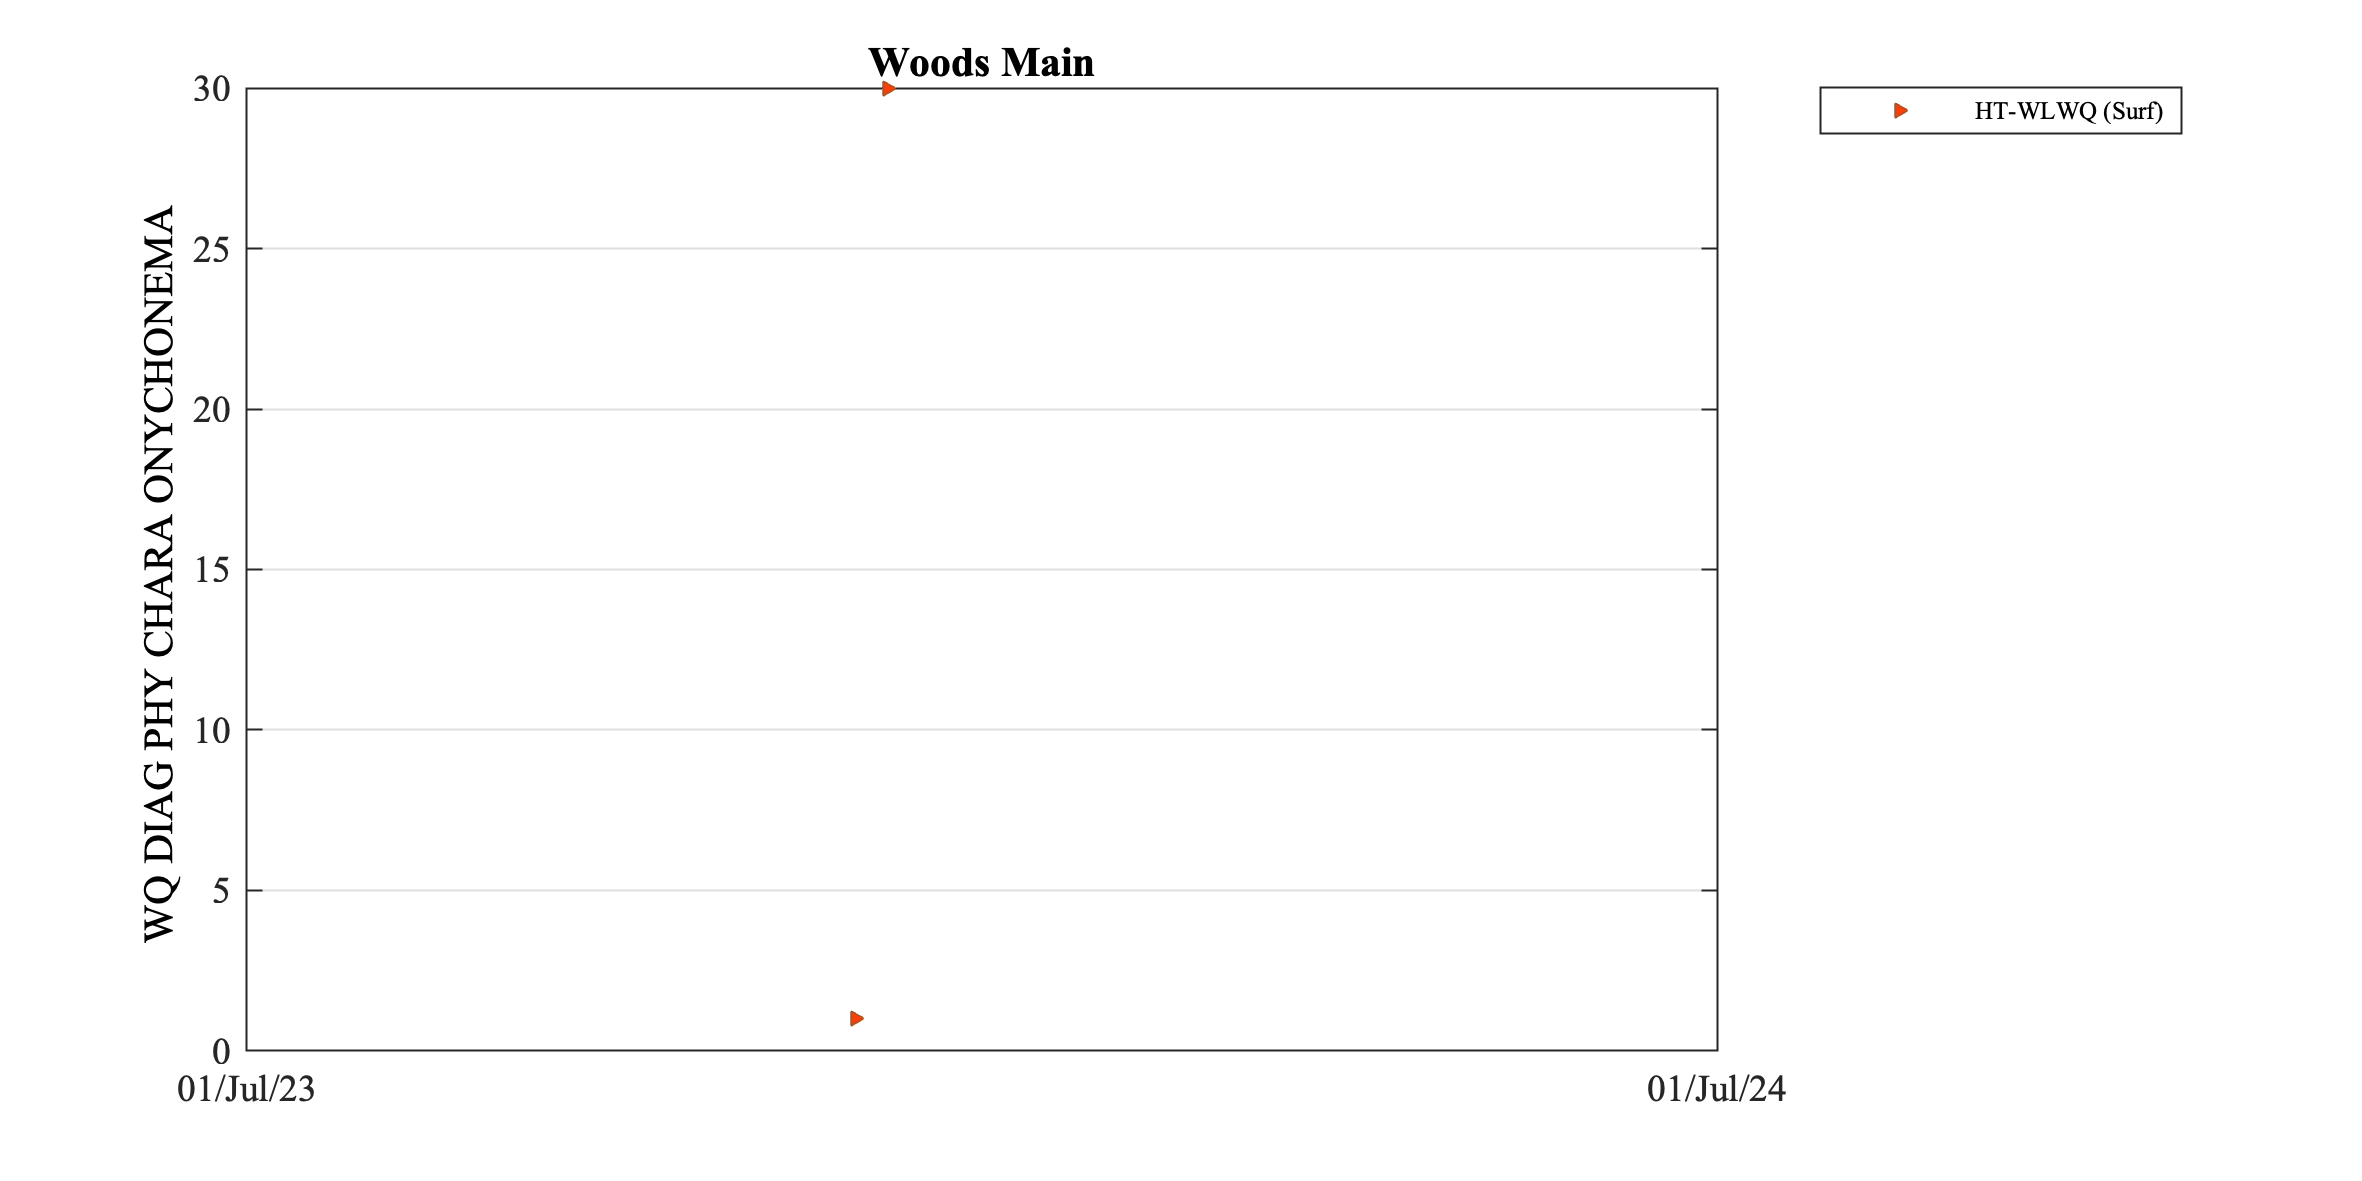 Woods Main
30
25
20
15
10
5
0
WQ DIAG PHY CHARA ONYCHONEMA
01/Jul/23
01/Jul/24
HT-WLWQ (Surf)